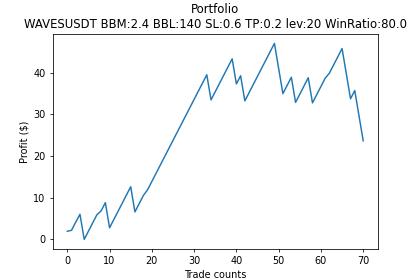 Portfolio
WAVESUSDT BBM:2.4 BBL:140 SL:0.6 TP:0.2 lev:20 WinRatio:80.0
40
30
20
10
0
Profit ($)
0 10 20 30 40 50 60 70
Trade counts